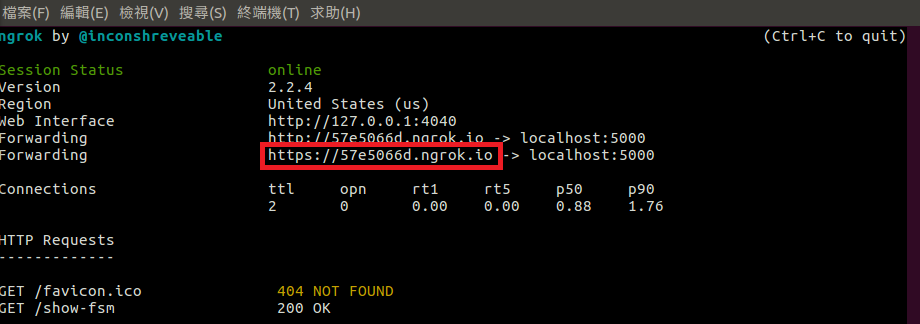 檔案(F) 編輯(E) 檢視(V) 搜尋(S) 終端機(T) 求助(H)
ngrok by @inconshreveable (Ctrl+C to quit)
Session Status online
Version 2.2.4
Region United States (us)
Web Interface http://127.0.0.1:4040
Forwarding http://57e5066d.ngrok.io -> localhost:5000
Forwarding https://57e5066d.ngrok.io -> localhost:5000
Connections ttl opn rt1 rt5 p50 p90
2 0 0.00 0.00 0.88 1.76
HTTP Requests
-------------
GET /favicon.ico 404 NOT FOUND
GET /show-fsm 200 OK